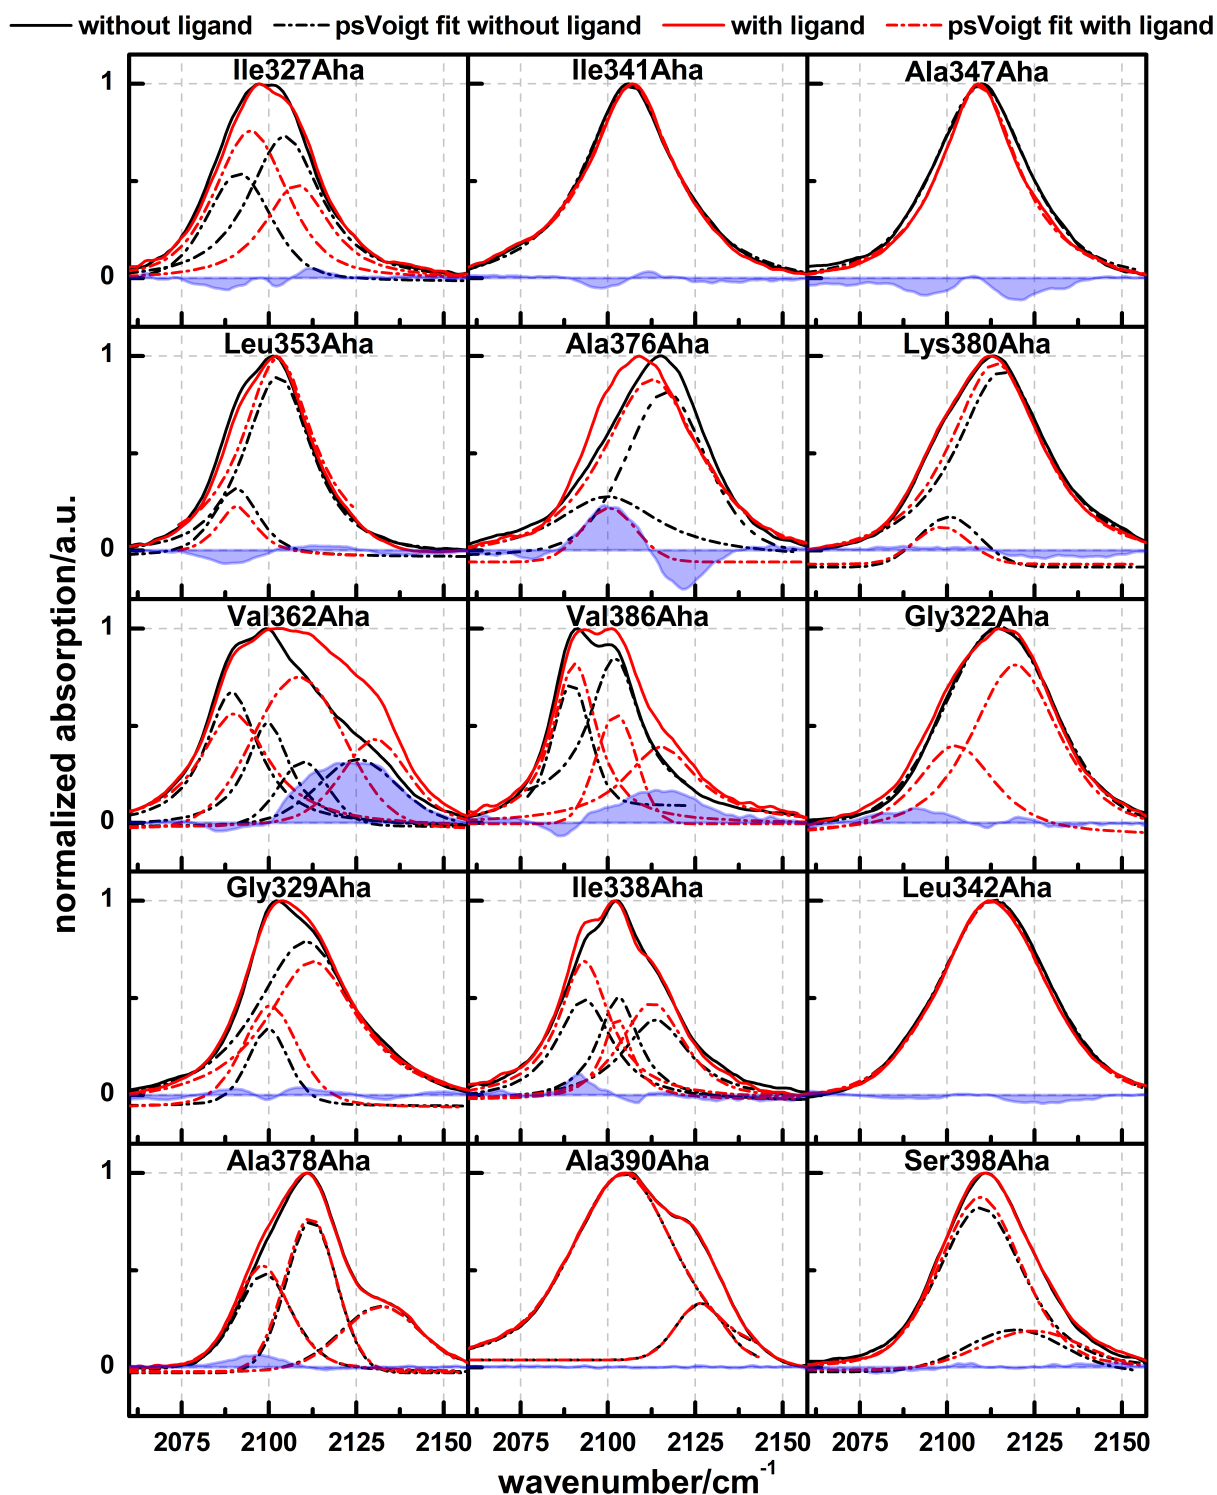 without ligand psVoigt fit without ligand with ligand psVoigt fit with ligand
Ile327Aha Ile341Aha Ala347Aha
1
0
Leu353Aha Ala376Aha Lys380Aha
1
0
Val362Aha Val386Aha Gly322Aha
1
0
Gly329Aha Ile338Aha Leu342Aha
1
0
Ala378Aha Ala390Aha Ser398Aha
1
0
normalized absorption/a.u.
2075 2100 2125 2150 2075 2100 2125 2150 2075 2100 2125 2150
wavenumber/cm⁻¹